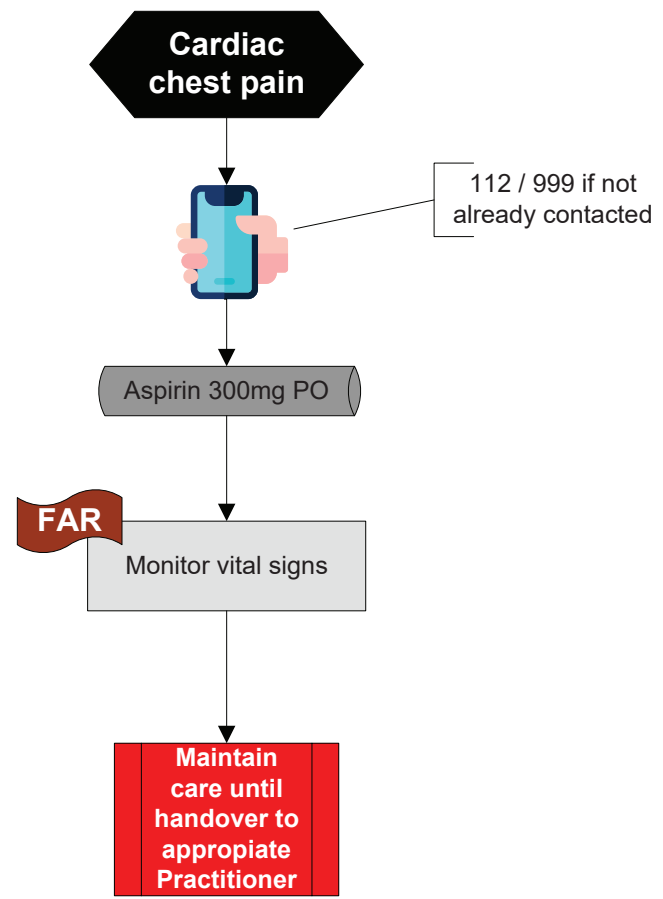 Cardiac
chest pain
112 / 999 if not
already contacted
Aspirin 300mg PO
FAR
Monitor vital signs
Maintain
care until
handover to
appropiate
Practitioner